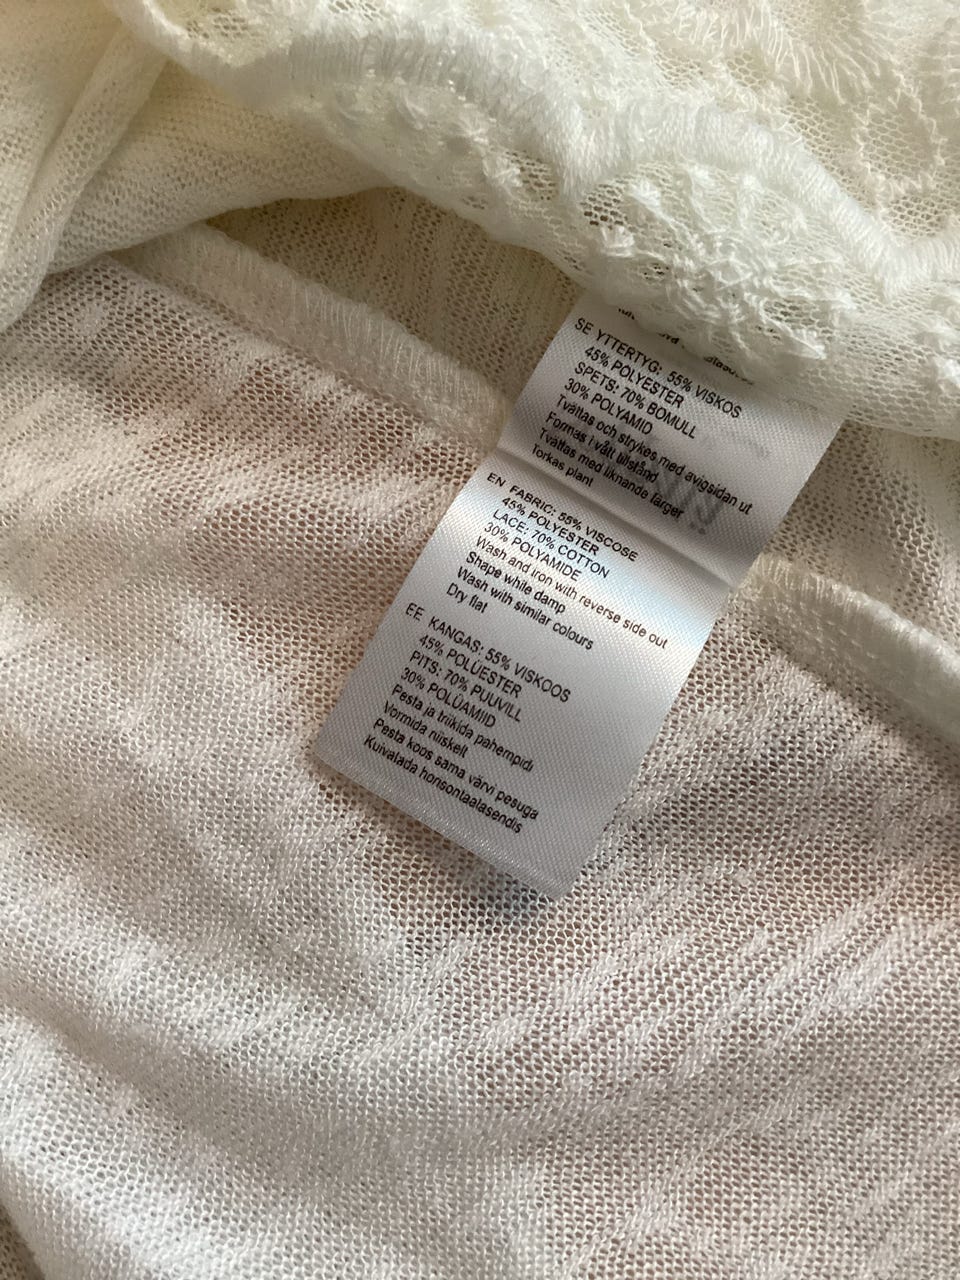 SE YTTERTYG: 55% VISKOS
45% POLYESTER
SPETS: 70% BOMULL
30% POLYAMID
Tvättas och strykes med avigsidan ut
Formas i vått tillstånd
Tvättas med liknande färger
Torkas plant
EN FABRIC: 55% VISCOSE
45% POLYESTER
LACE: 70% COTTON
30% POLYAMIDE
Wash and iron with reverse side out
Shape while damp
Wash with similar colours
Dry flat
EE KANGAS: 55% VISKOOS
45% POLÜESTER
PITS: 70% PUUVILL
30% POLÜAMIID
Pesta ja triikida pahempidi
Vormida niiskelt
Pesta koos sama värvi pesuga
Kuivatada horisontaalasendis